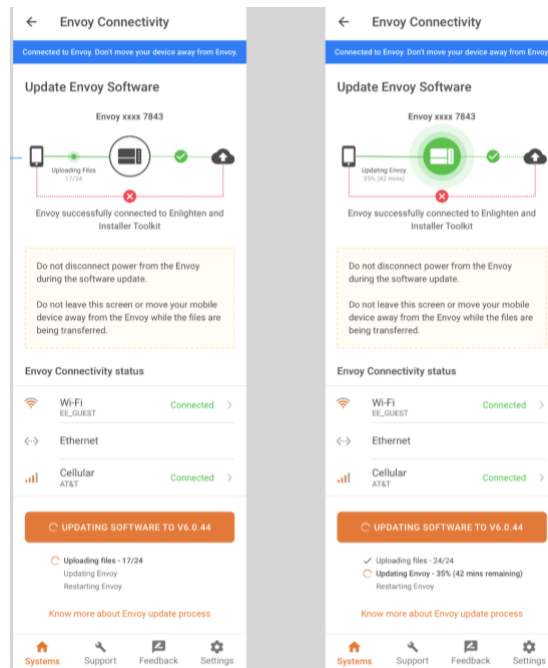 Envoy Connectivity
Connected to Envoy. Don't move your device away from Envoy.
Update Envoy Software
Envoy xxxx 7843
Uploading Files
17/24
Envoy successfully connected to Enlighten and
Installer Toolkit
Do not disconnect power from the Envoy
during the software update.
Do not leave this screen or move your mobile
device away from the Envoy while the files are
being transferred.
Envoy Connectivity status
Wi-Fi
Connected
EE_GUEST
Ethernet
Cellular
Connected
AT&T
UPDATING SOFTWARE TO V6.0.44
Uploading files - 17/24
Updating Envoy
Restarting Envoy
Know more about Envoy update process
Systems
Support
Feedback
Settings
Envoy Connectivity
Connected to Envoy. Don't move your device away from Envoy
Update Envoy Software
Envoy xxxx 7843
Updating Envoy
35% (42 mins)
Envoy successfully connected to Enlighten and
Installer Toolkit
Do not disconnect power from the Envoy
during the software update.
Do not leave this screen or move your mobile
device away from the Envoy while the files are
being transferred.
Envoy Connectivity status
Wi-Fi
Connected
EE_GUEST
Ethernet
Cellular
Connected
AT&T
UPDATING SOFTWARE TO V6.0.44
Uploading files - 24/24
Updating Envoy - 35% (42 mins remaining)
Restarting Envoy
Know more about Envoy update process
Systems
Support
Feedback
Settings